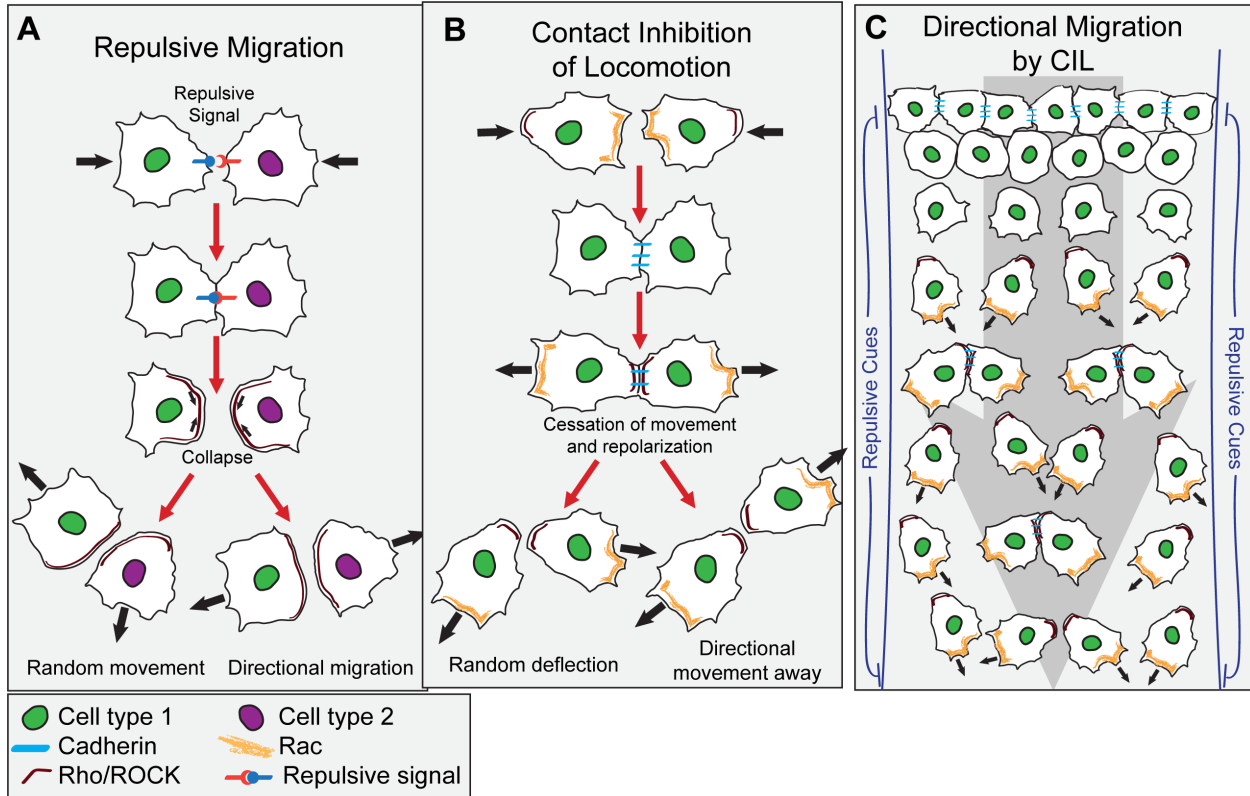 A
Repulsive Migration
Repulsive
Signal
Collapse
Random movement
Directional migration
B
Contact Inhibition
of Locomotion
Cessation of movement
and repolarization
Random deflection
Directional
movement away
C
Directional Migration
by CIL
Repulsive Cues
Repulsive Cues
Cell type 1
Cell type 2
Cadherin
Rac
Rho/ROCK
Repulsive signal